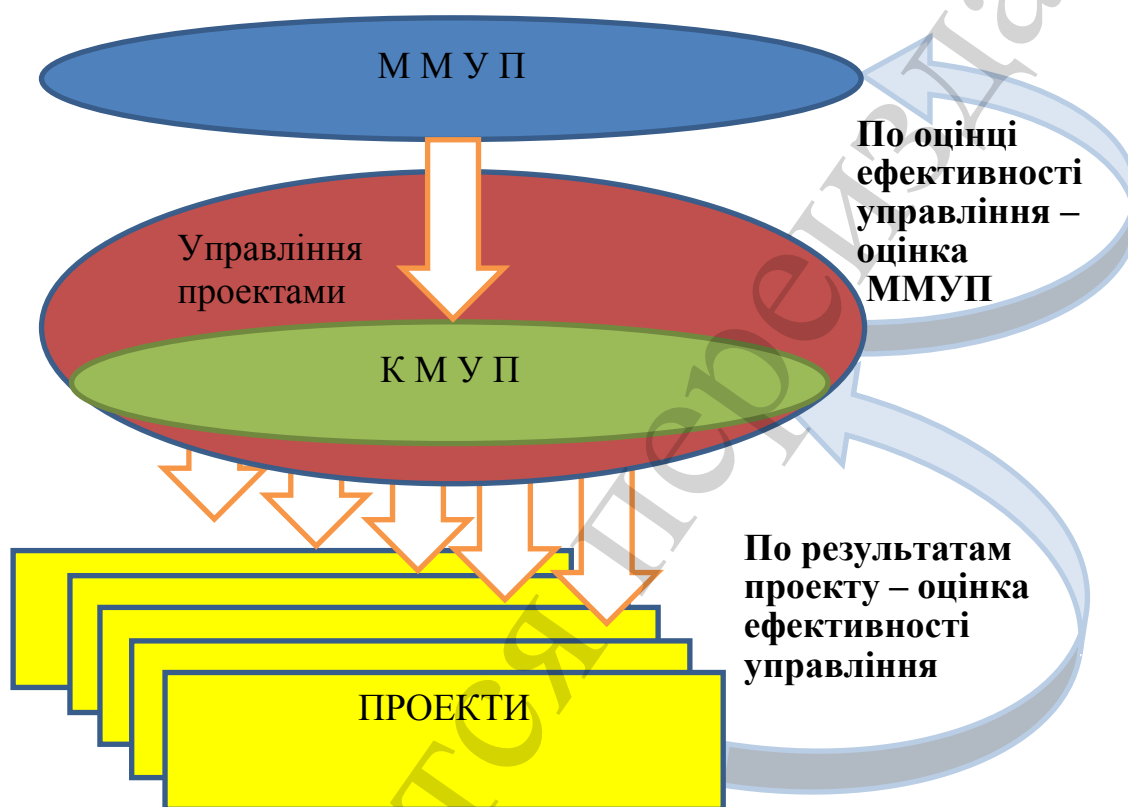 М М У П
По оцінці
ефективності
управління –
оцінка
ММУП
Управління
проектами
К М У П
По результатам
проекту – оцінка
ефективності
управління
ПРОЕКТИ